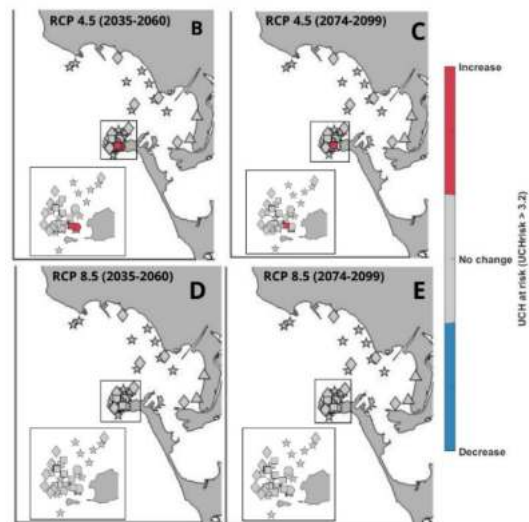 RCP 4.5 (2035-2060)
B
RCP 4.5 (2074-2099)
C
RCP 8.5 (2035-2060)
D
RCP 8.5 (2074-2099)
E
Increase
No change
Decrease
UCH at risk (UCHrisk > 3.2)